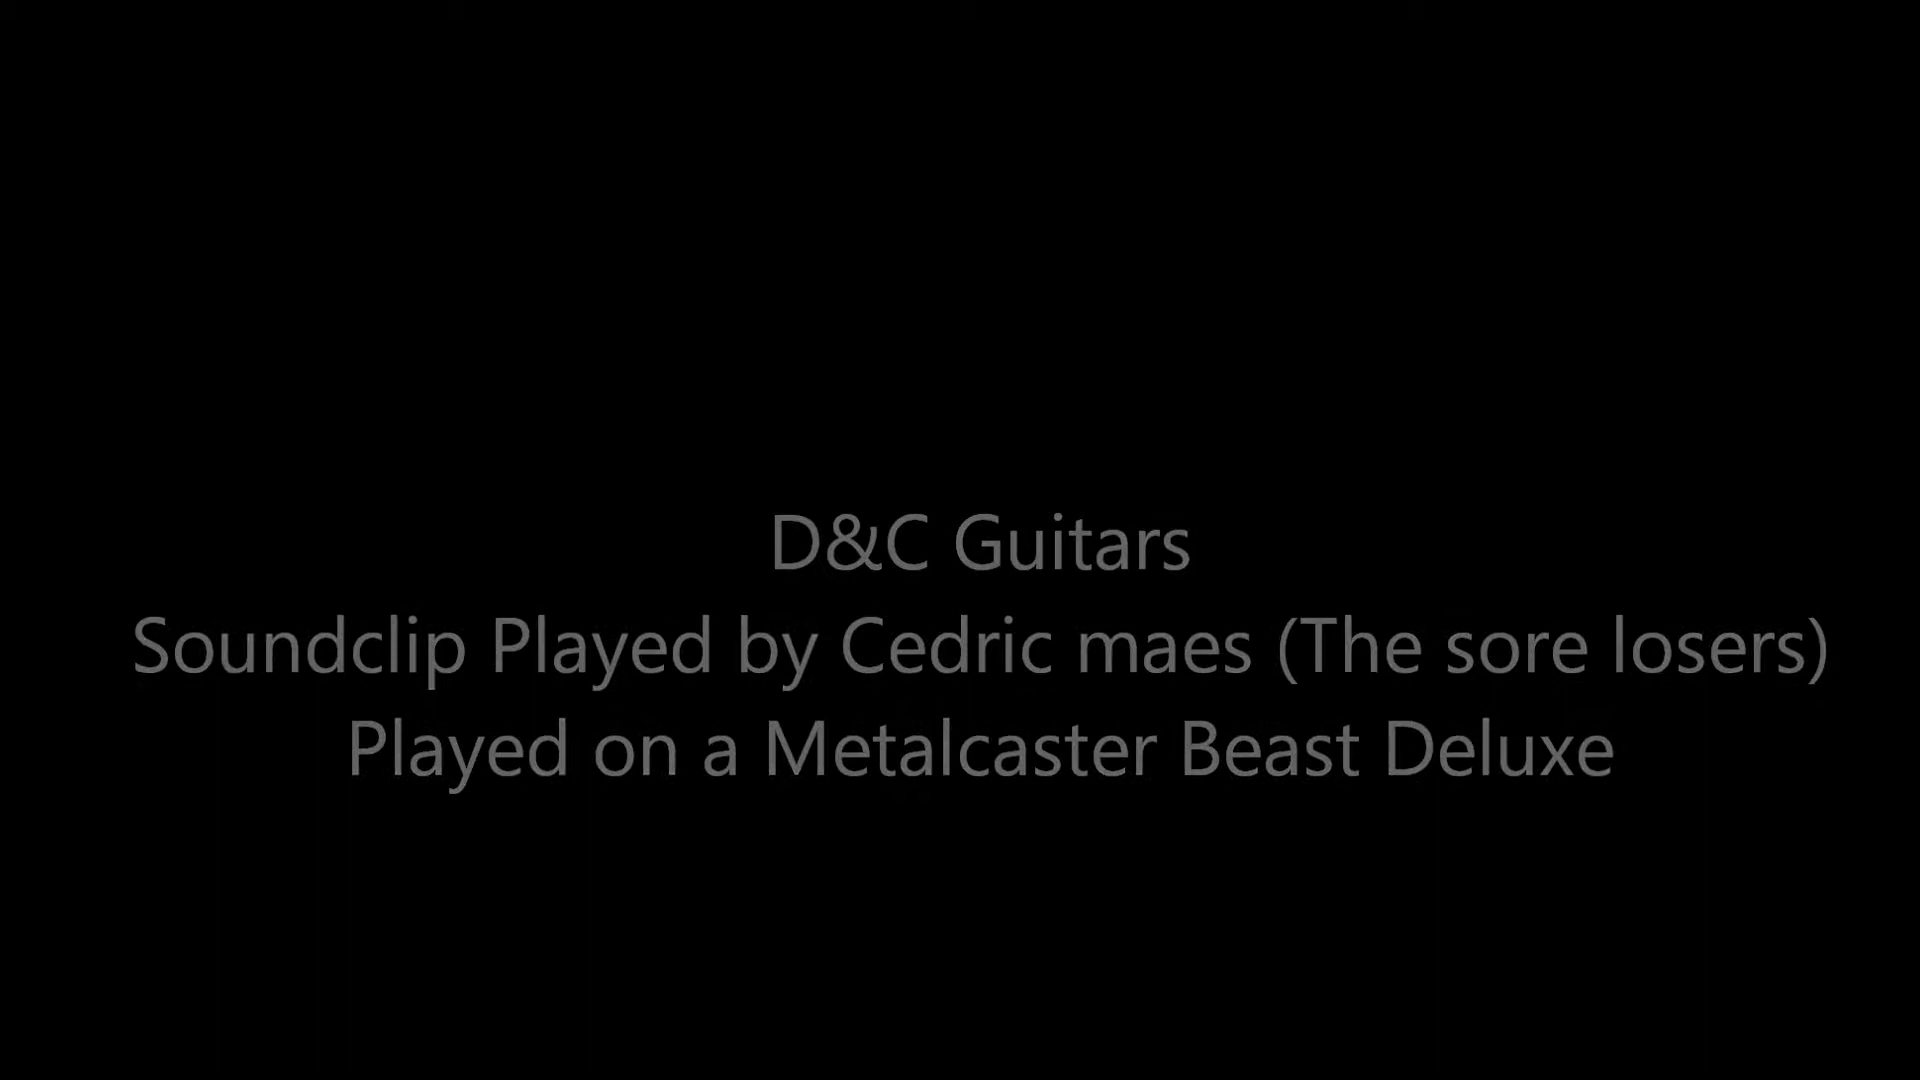 D&C Guitars
Soundclip Played by Cedric maes (The sore losers)
Played on a Metalcaster Beast Deluxe